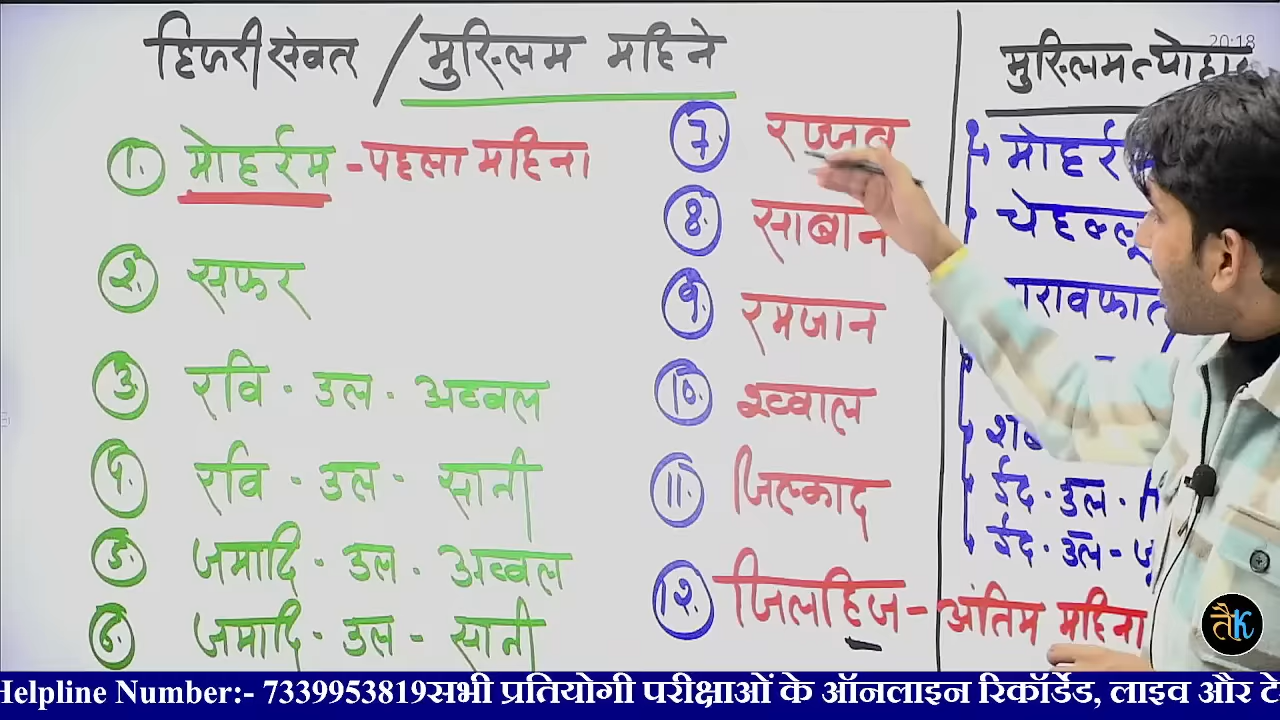 हिजरी संवत / मुस्लिम महिने
1. मोहर्रम - पहला महिना
2. सफर
3. रवि - उल - अव्वल
4. रवि - उल - सानी
5. जमादि - उल - अव्वल
6. जमादि - उल - सानी
7. रज्जब
8. साबान
9. रमजान
10. शव्वाल
11. जिल्काद
12. जिलहिज - अंतिम महिना
20:18
मुस्लिम त्योहार
मोहर्र
चेहल्लू
ईद - उल -
ईद - उल -
तैK
Helpline Number:- 7339953819सभी प्रतियोगी परीक्षाओं के ऑनलाइन रिकॉर्डेड, लाइव और टे